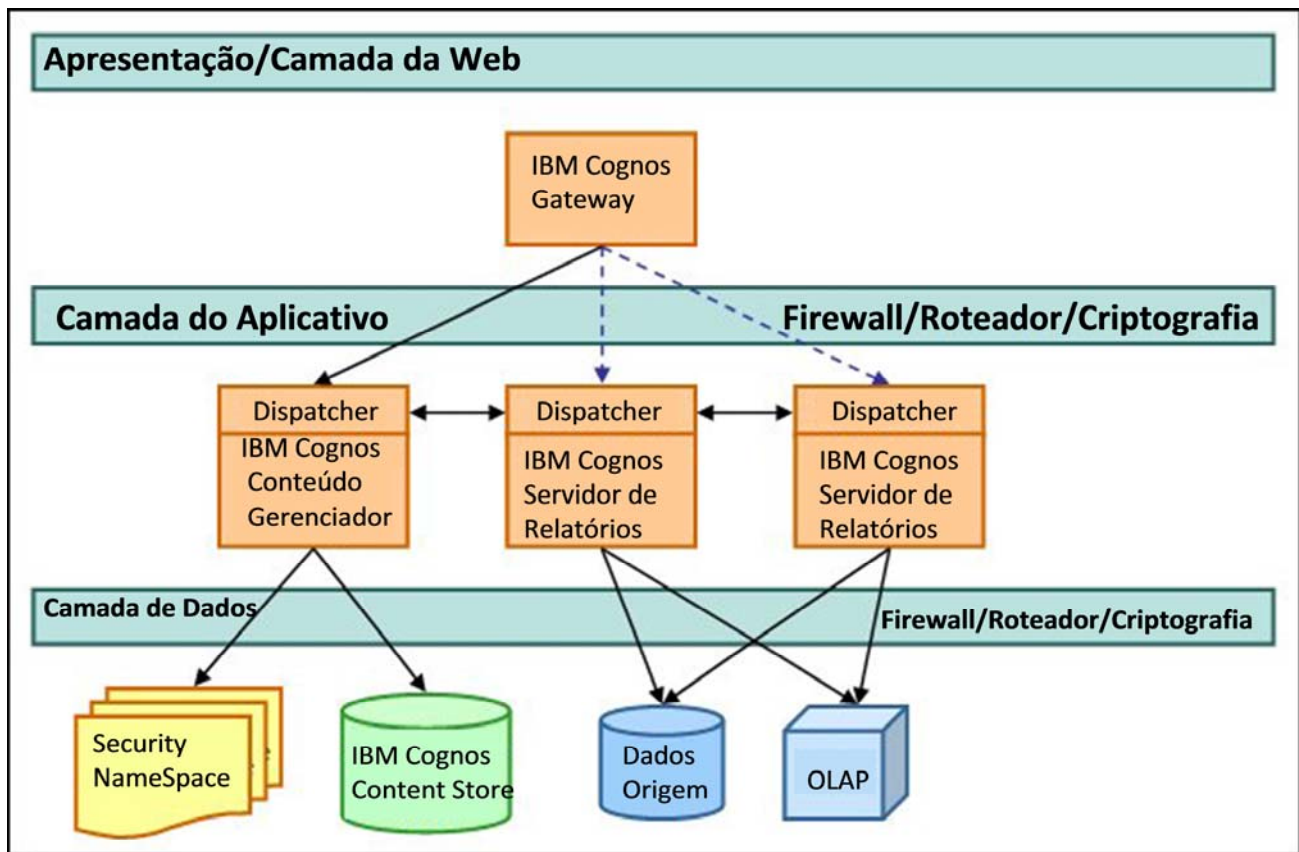 Apresentação/Camada da Web
IBM Cognos
Gateway
Camada do Aplicativo
Firewall/Roteador/Criptografia
Dispatcher
IBM Cognos
Conteúdo
Gerenciador
Dispatcher
IBM Cognos
Servidor de
Relatórios
Dispatcher
IBM Cognos
Servidor de
Relatórios
Camada de Dados
Firewall/Roteador/Criptografia
Security
NameSpace
IBM Cognos
Content Store
Dados
Origem
OLAP